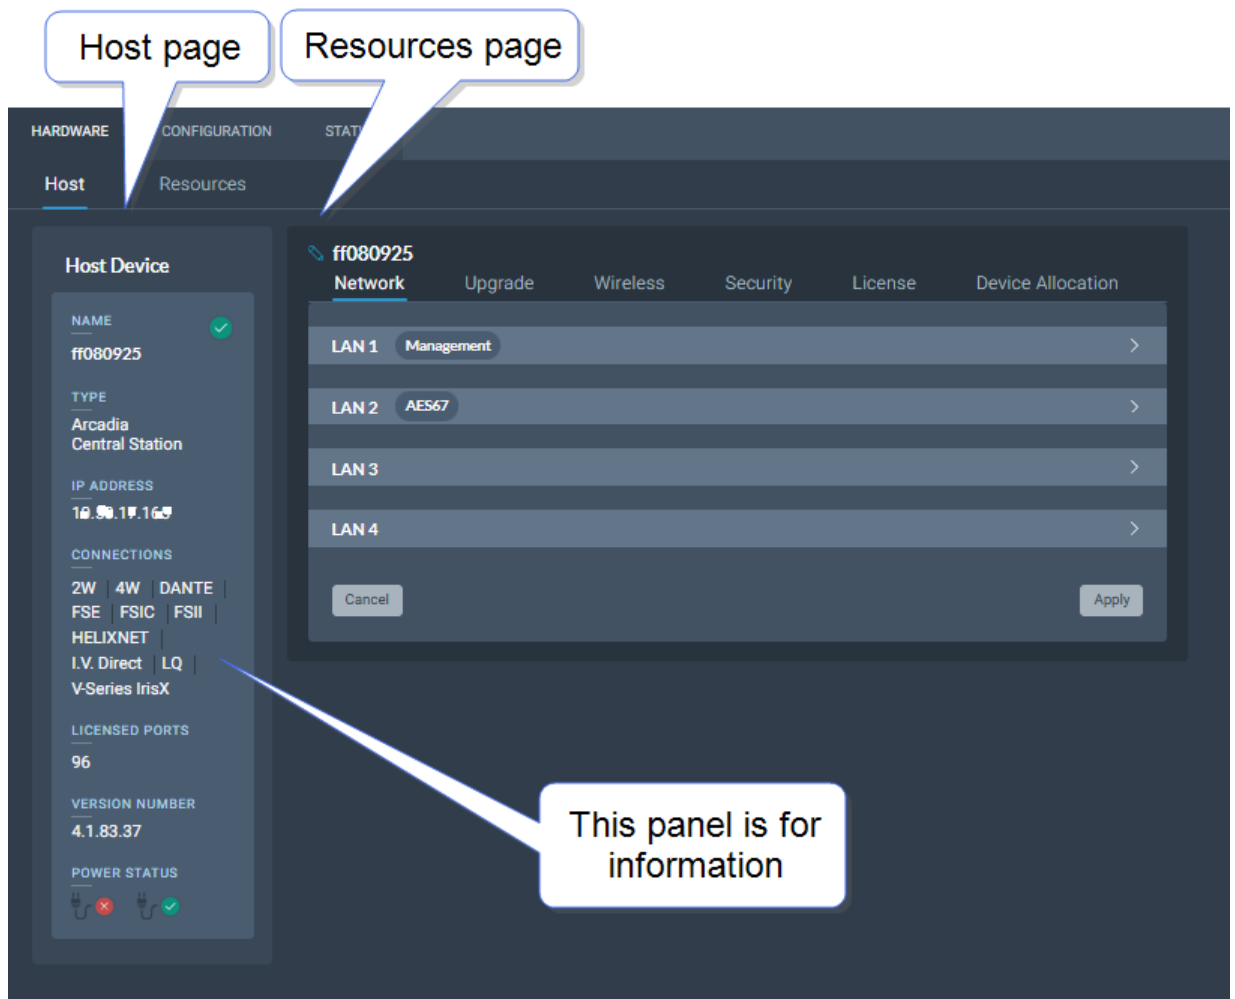 Host page
Resources page
HARDWARE
CONFIGURATION
Host
Resources
Host Device
NAME
ff080925
TYPE
Arcadia
Central Station
IP ADDRESS
CONNECTIONS
2W | 4W | DANTE |
FSE | FSIC | FSII |
HELIXNET |
I.V. Direct | LQ |
V-Series IrisX
LICENSED PORTS
96
VERSION NUMBER
4.1.83.37
POWER STATUS
ff080925
Network Upgrade Wireless Security License Device Allocation
LAN 1 Management
LAN 2 AES67
LAN 3
LAN 4
Cancel
Apply
This panel is for
information